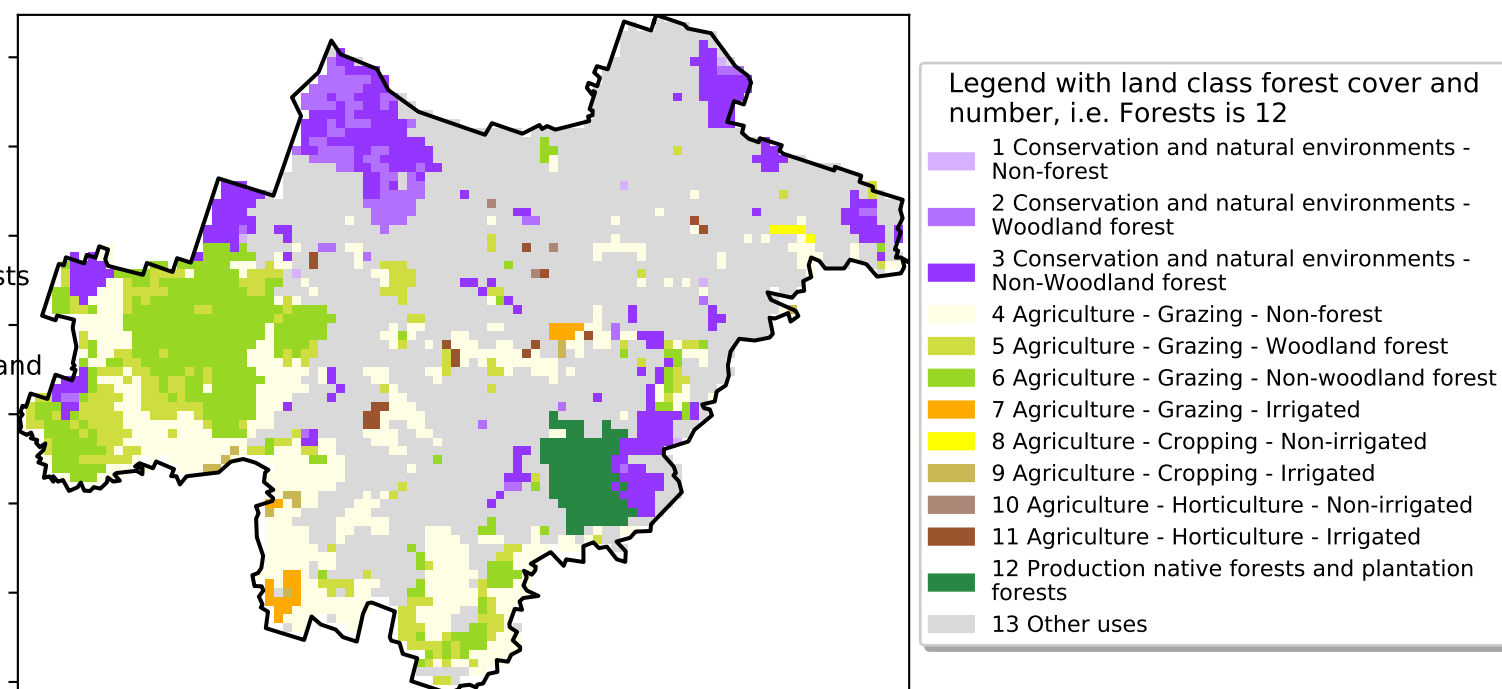 sts
and
Legend with land class forest cover and
number, i.e. Forests is 12
1 Conservation and natural environments -
Non-forest
2 Conservation and natural environments -
Woodland forest
3 Conservation and natural environments -
Non-Woodland forest
4 Agriculture - Grazing - Non-forest
5 Agriculture - Grazing - Woodland forest
6 Agriculture - Grazing - Non-woodland forest
7 Agriculture - Grazing - Irrigated
8 Agriculture - Cropping - Non-irrigated
9 Agriculture - Cropping - Irrigated
10 Agriculture - Horticulture - Non-irrigated
11 Agriculture - Horticulture - Irrigated
12 Production native forests and plantation
forests
13 Other uses